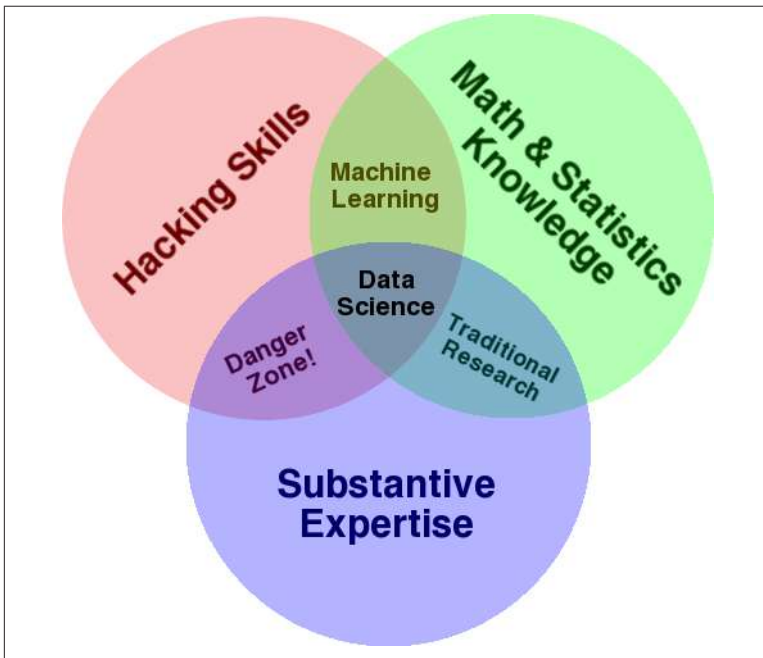 Hacking Skills
Math & Statistics
Knowledge
Machine
Learning
Data
Science
Danger
Zone!
Traditional
Research
Substantive
Expertise